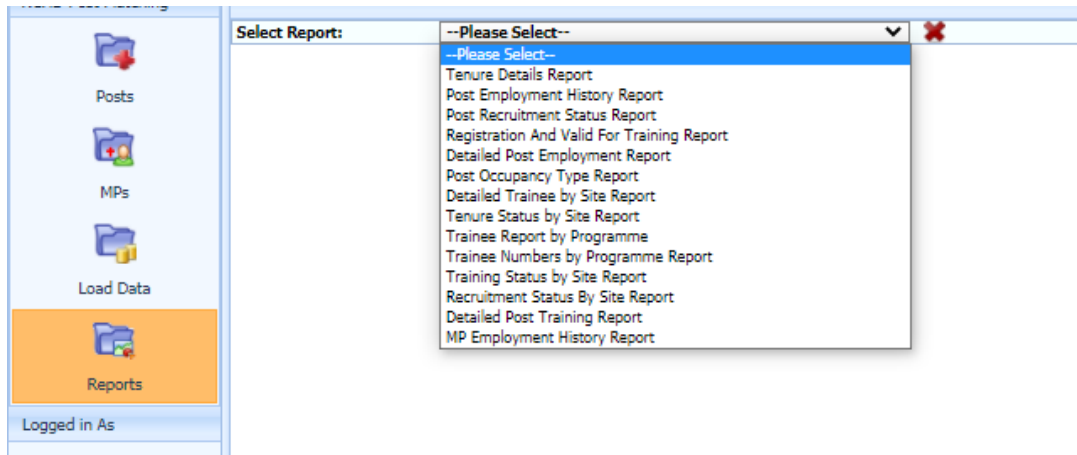 Posts
MPs
Load Data
Reports
Logged in As
Select Report:
--Please Select--
--Please Select--
Tenure Details Report
Post Employment History Report
Post Recruitment Status Report
Registration And Valid For Training Report
Detailed Post Employment Report
Post Occupancy Type Report
Detailed Trainee by Site Report
Tenure Status by Site Report
Trainee Report by Programme
Trainee Numbers by Programme Report
Training Status by Site Report
Recruitment Status By Site Report
Detailed Post Training Report
MP Employment History Report